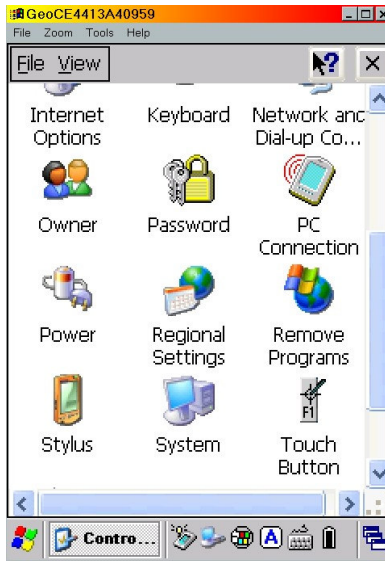 GeoCE4413A40959
File Zoom Tools Help
File View
Internet Options
Keyboard
Network and Dial-up Co...
Owner
Password
PC Connection
Power
Regional Settings
Remove Programs
Stylus
System
F1
Touch Button
Contro...
A